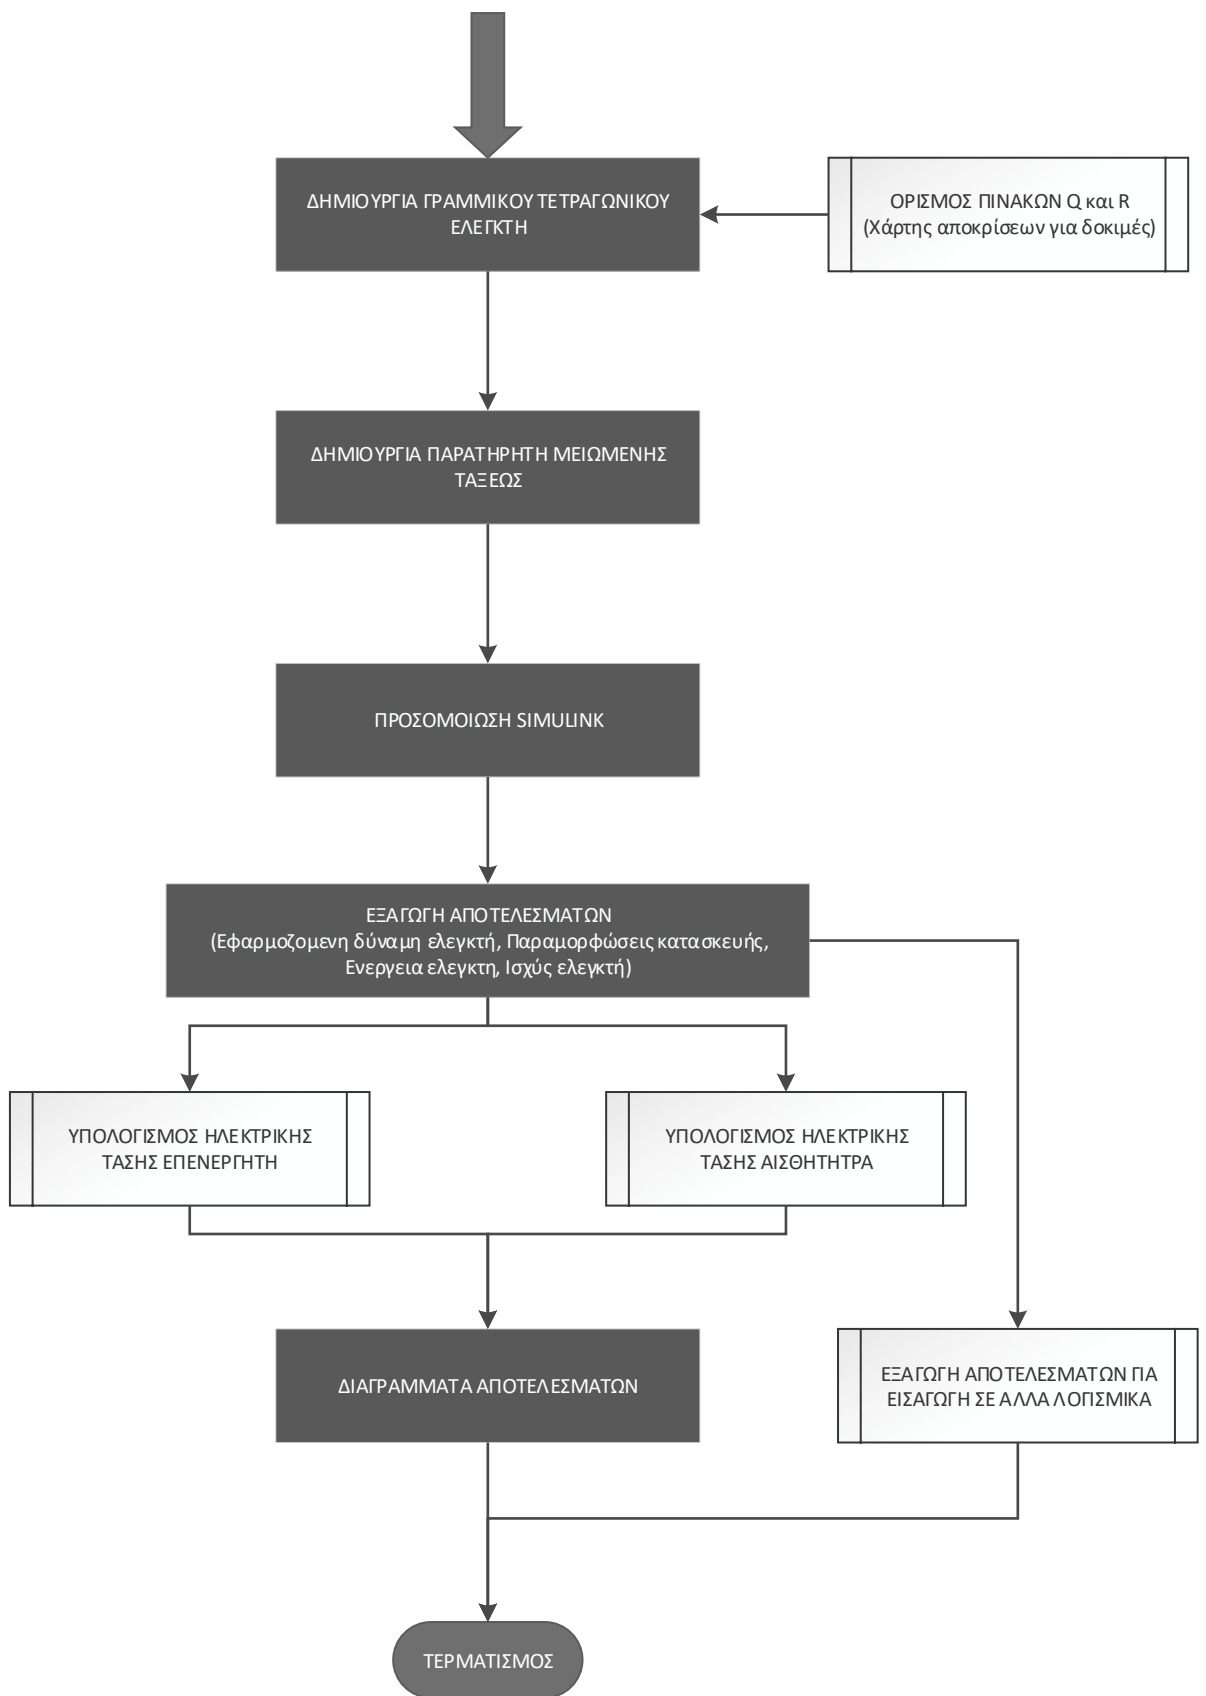 ΔΗΜΙΟΥΡΓΙΑ ΓΡΑΜΜΙΚΟΥ ΤΕΤΡΑΓΩΝΙΚΟΥ
ΕΛΕΓΚΤΗ
ΟΡΙΣΜΟΣ ΠΙΝΑΚΩΝ Q και R
(Χάρτης αποκρίσεων για δοκιμές)
ΔΗΜΙΟΥΡΓΙΑ ΠΑΡΑΤΗΡΗΤΗ ΜΕΙΩΜΕΝΗΣ
ΤΑΞΕΩΣ
ΠΡΟΣΟΜΟΙΩΣΗ SIMULINK
ΕΞΑΓΩΓΗ ΑΠΟΤΕΛΕΣΜΑΤΩΝ
(Εφαρμοζομενη δύναμη ελεγκτή, Παραμορφώσεις κατασκευής,
Ενεργεια ελεγκτη, Ισχύς ελεγκτή)
ΥΠΟΛΟΓΙΣΜΟΣ ΗΛΕΚΤΡΙΚΗΣ
ΤΑΣΗΣ ΕΠΕΝΕΡΓΗΤΗ
ΥΠΟΛΟΓΙΣΜΟΣ ΗΛΕΚΤΡΙΚΗΣ
ΤΑΣΗΣ ΑΙΣΘΗΤΗΤΡΑ
ΔΙΑΓΡΑΜΜΑΤΑ ΑΠΟΤΕΛΕΣΜΑΤΩΝ
ΕΞΑΓΩΓΗ ΑΠΟΤΕΛΕΣΜΑΤΩΝ ΓΙΑ
ΕΙΣΑΓΩΓΗ ΣΕ ΑΛΛΑ ΛΟΓΙΣΜΙΚΑ
ΤΕΡΜΑΤΙΣΜΟΣ